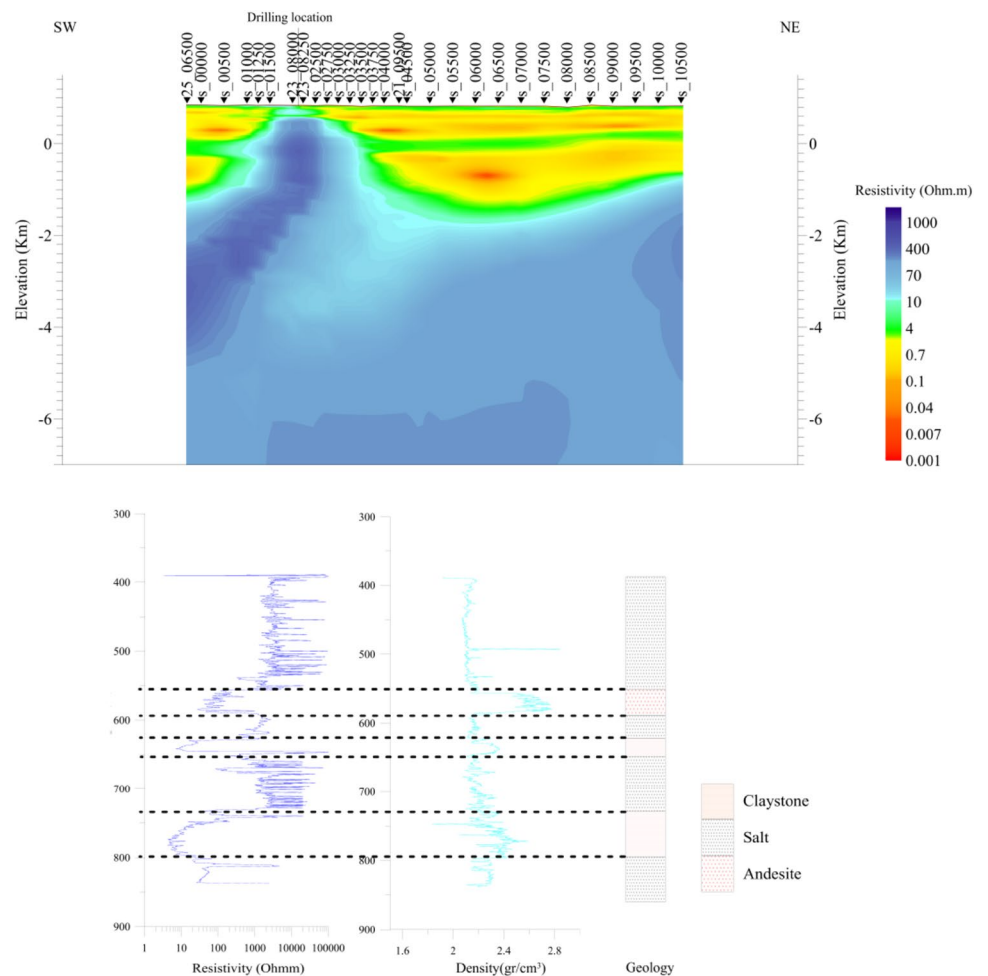 Drilling location
SW
NE
25_06500
s_00000
s_00500
s_01000
s_01250
s_01500
23_08000
23_08250
s_02500
s_02750
s_03000
s_03250
s_03500
s_03750
s_04000
21_09500
s_04500
s_05000
s_05500
s_06000
s_06500
s_07000
s_07500
s_08000
s_08500
s_09000
s_09500
s_10000
s_10500
Elevation (Km)
0
-2
-4
-6
0
-2
-4
-6
Elevation (Km)
Resistivity (Ohm.m)
1000
400
70
10
4
0.7
0.1
0.04
0.007
0.001
300
400
500
600
700
800
900
1 10 100 1000 10000 100000
Resistivity (Ohmm)
300
400
500
600
700
800
900
1.6 2 2.4 2.8
Density(gr/cm³)
Geology
Claystone
Salt
Andesite